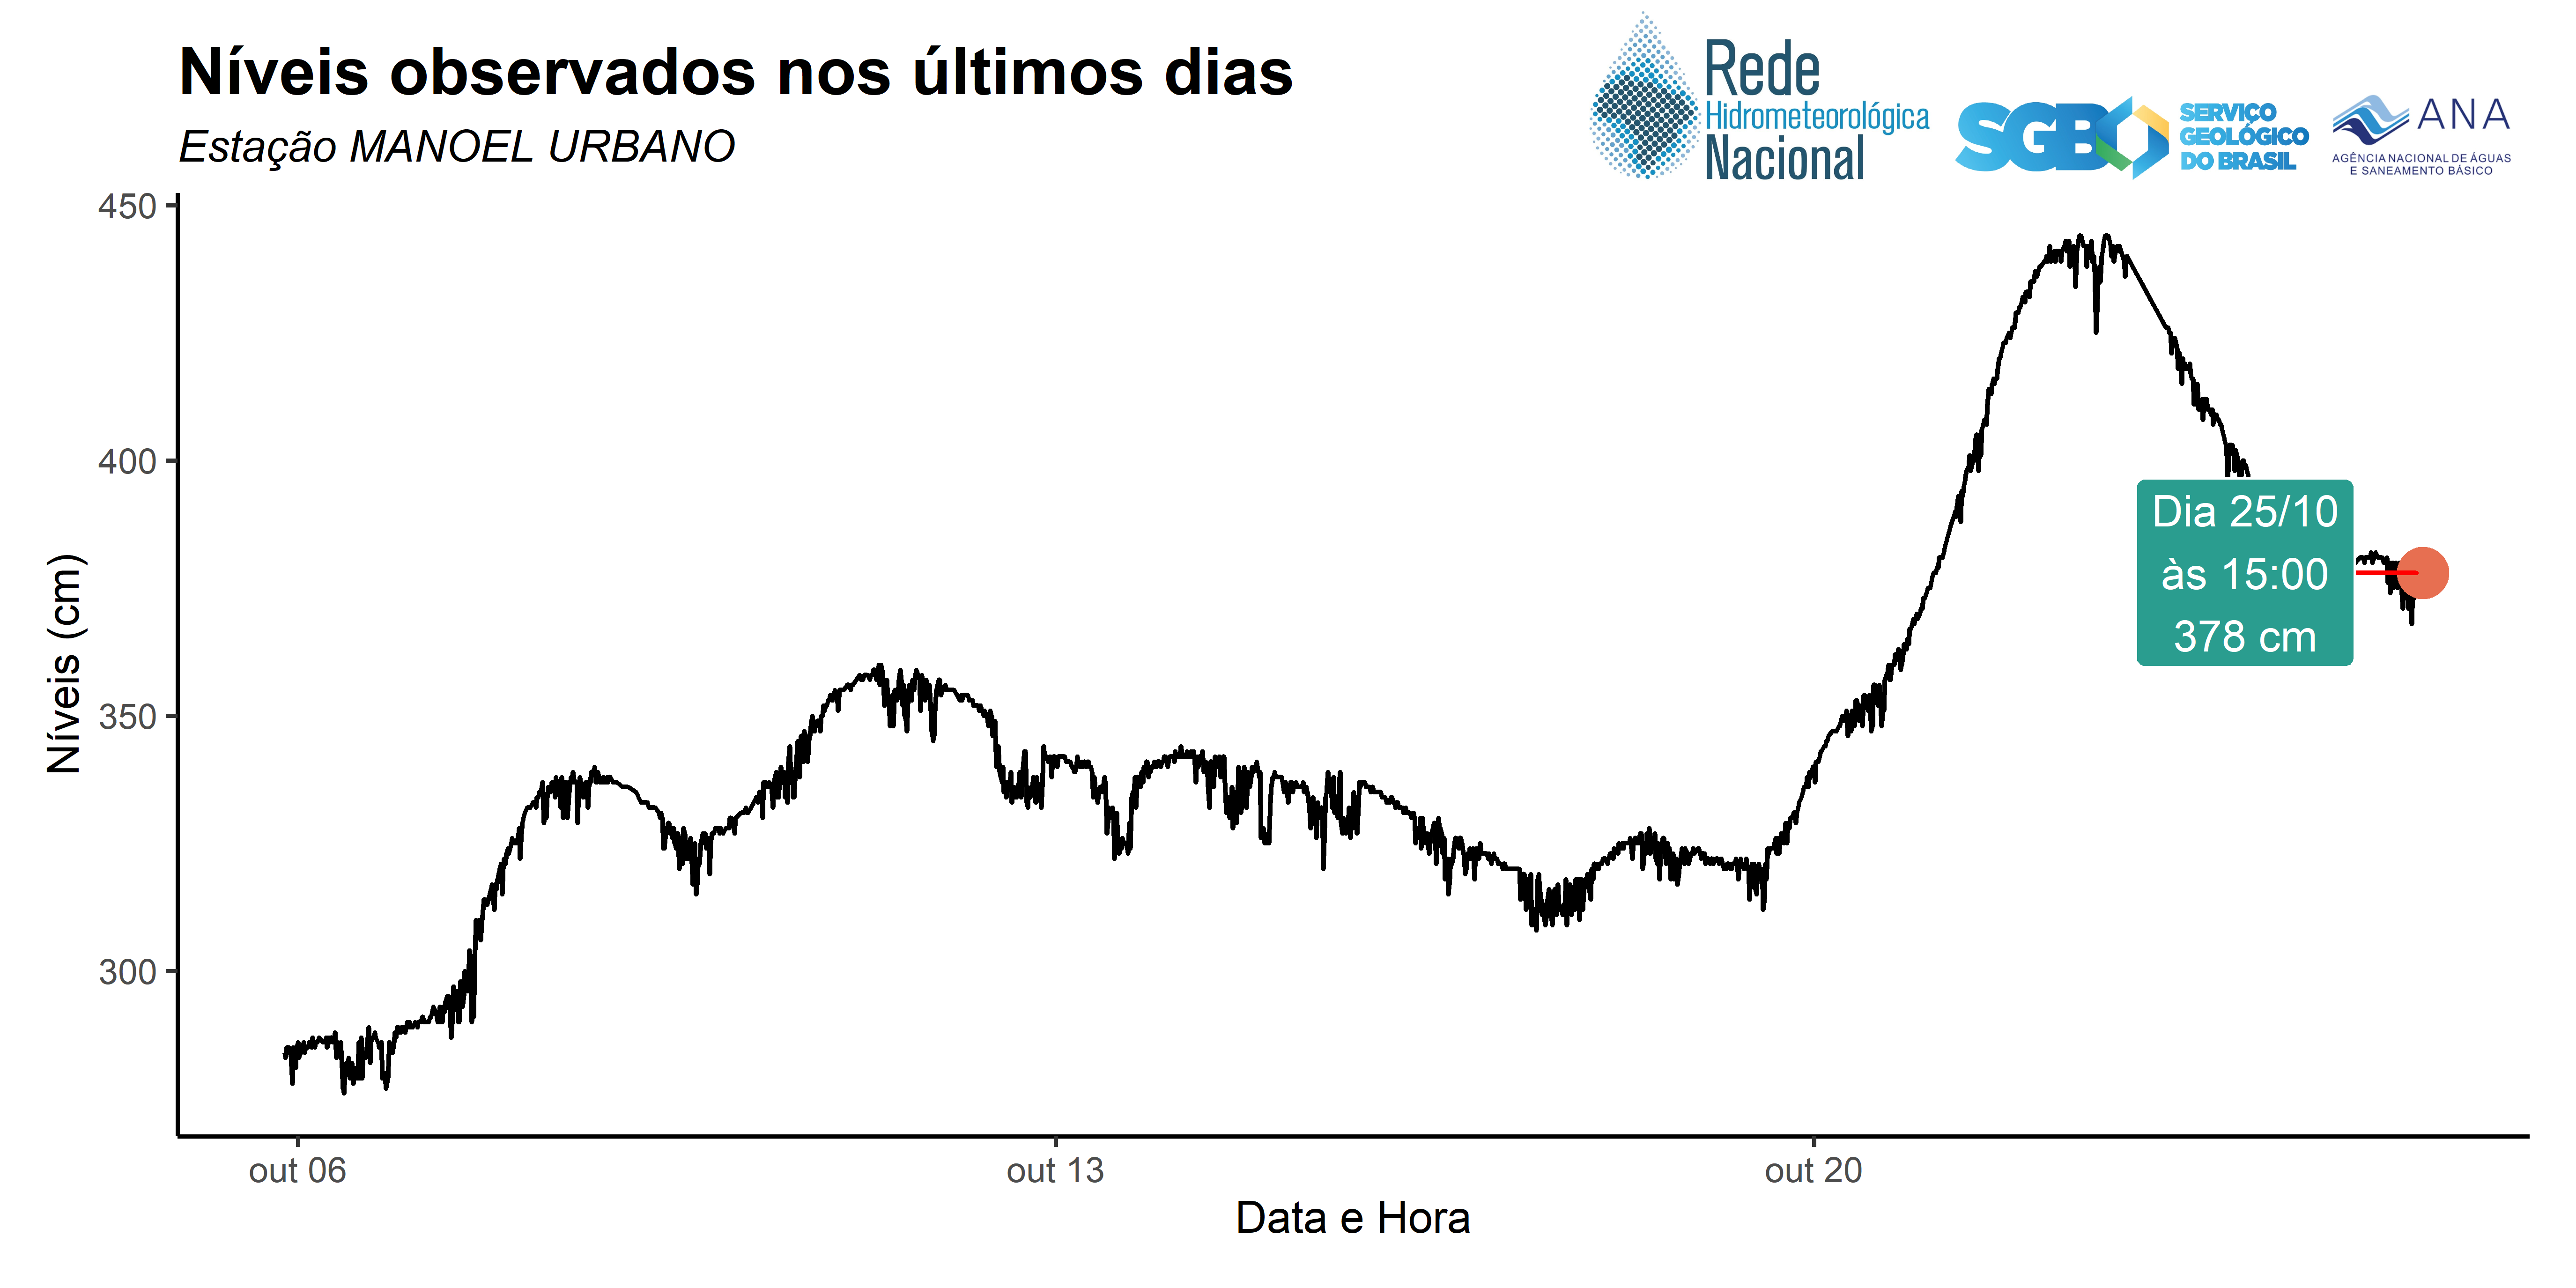 Níveis observados nos últimos dias
Estação MANOEL URBANO
Rede
Hidrometeorológica
Nacional
SGB
SERVIÇO
GEOLÓGICO
DO BRASIL
ANA
AGÊNCIA NACIONAL DE ÁGUAS
E SANEAMENTO BÁSICO
450
400
350
300
Níveis (cm)
Dia 25/10
às 15:00
378 cm
out 06
out 13
out 20
Data e Hora